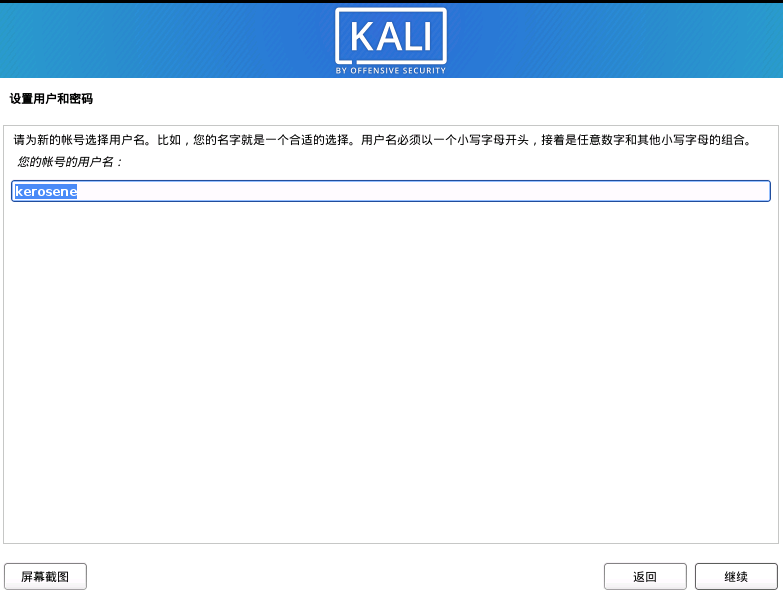 KALI
BY OFFENSIVE SECURITY
设置用户和密码
请为新的帐号选择用户名。比如，您的名字就是一个合适的选择。用户名必须以一个小写字母开头，接着是任意数字和其他小写字母的组合。
您的帐号的用户名：
kerosene
屏幕截图
返回
继续